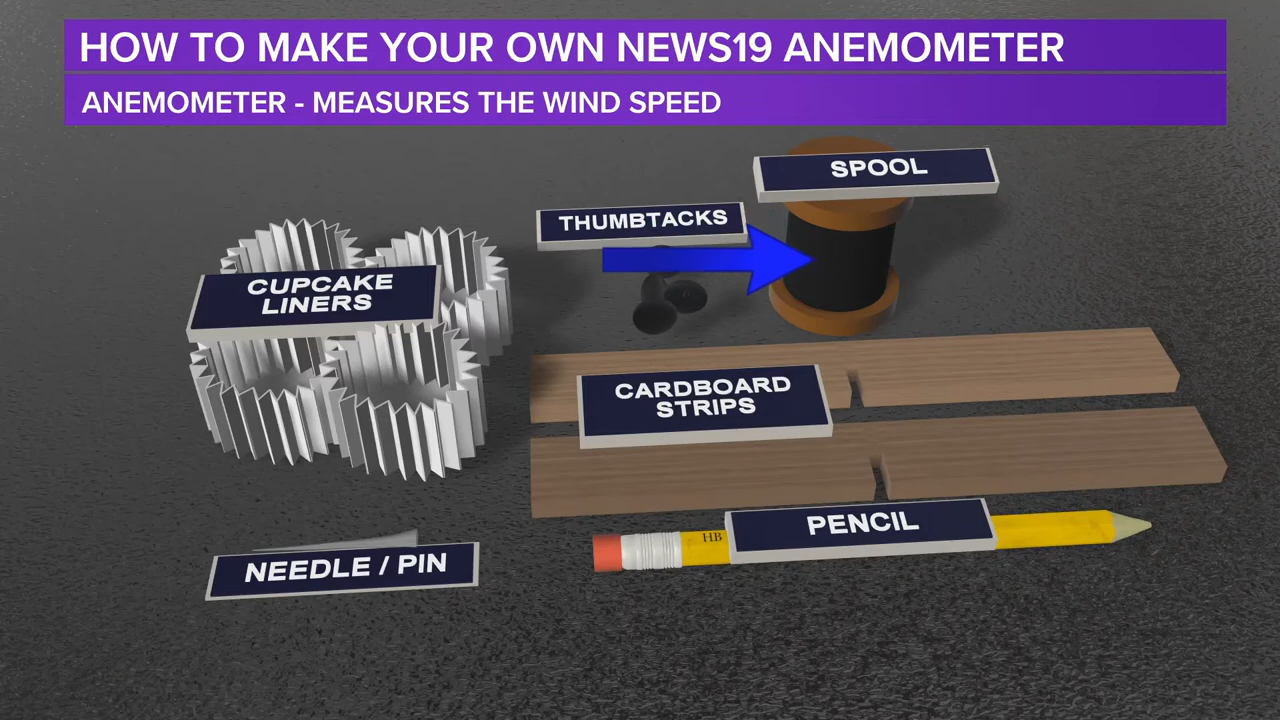 HOW TO MAKE YOUR OWN NEWS19 ANEMOMETER
ANEMOMETER - MEASURES THE WIND SPEED
SPOOL
THUMBTACKS
CUPCAKE
LINERS
CARDBOARD
STRIPS
PENCIL
HB
NEEDLE / PIN